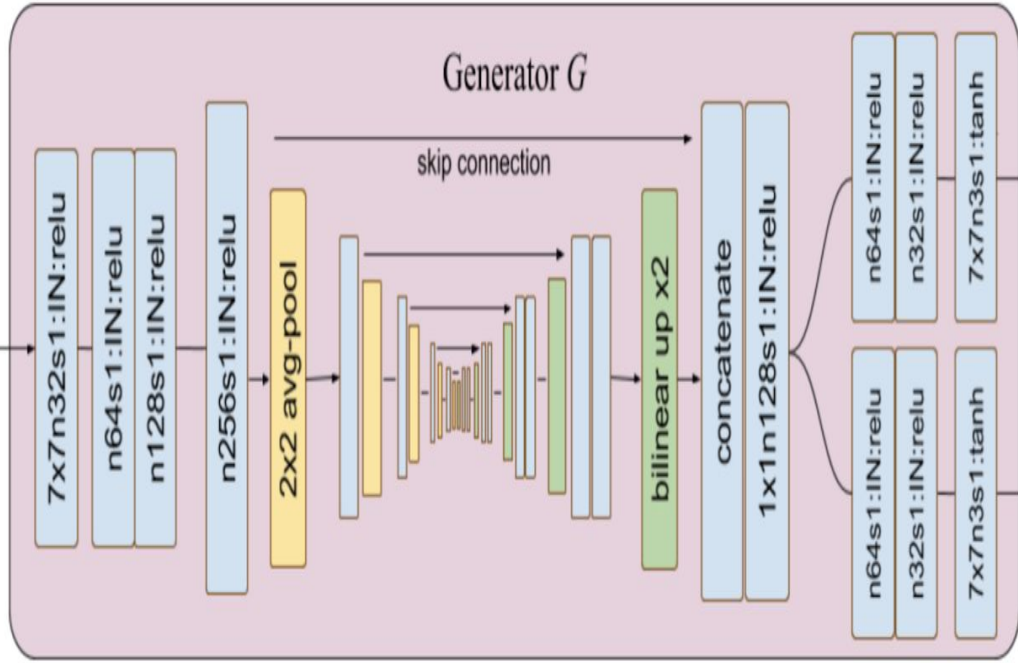 Generator G
skip connection
7x7n32s1:IN:relu
n64s1:IN:relu
n128s1:IN:relu
n256s1:IN:relu
2x2 avg-pool
bilinear up x2
concatenate
1x1n128s1:IN:relu
n64s1:IN:relu
n32s1:IN:relu
7x7n3s1:tanh
n64s1:IN:relu
n32s1:IN:relu
7x7n3s1:tanh